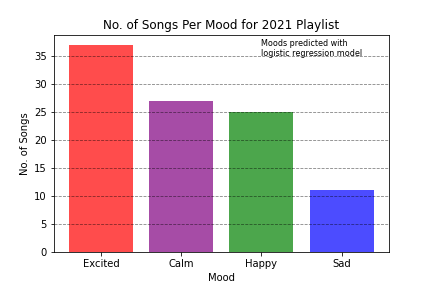 No. of Songs Per Mood for 2021 Playlist
Moods predicted with
logistic regression model
No. of Songs
35
30
25
20
15
10
5
0
Excited Calm Happy Sad
Mood